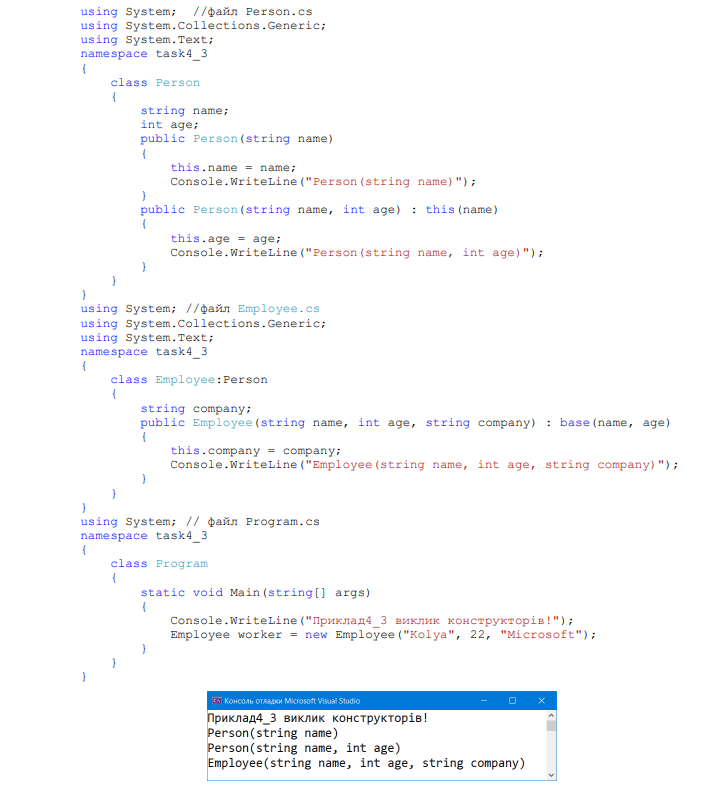 using System;  //файл Person.cs
using System.Collections.Generic;
using System.Text;
namespace task4_3
{
    class Person
    {
        string name;
        int age;
        public Person(string name)
        {
            this.name = name;
            Console.WriteLine("Person(string name)");
        }
        public Person(string name, int age) : this(name)
        {
            this.age = age;
            Console.WriteLine("Person(string name, int age)");
        }
    }
}
using System; //файл Employee.cs
using System.Collections.Generic;
using System.Text;
namespace task4_3
{
    class Employee:Person
    {
        string company;
        public Employee(string name, int age, string company) : base(name, age)
        {
            this.company = company;
            Console.WriteLine("Employee(string name, int age, string company)");
        }
    }
}
using System; // файл Program.cs
namespace task4_3
{
    class Program
    {
        static void Main(string[] args)
        {
            Console.WriteLine("Приклад4_3 виклик конструкторів!");
            Employee worker = new Employee("Kolya", 22, "Microsoft");
        }
    }
}
Консоль отладки Microsoft Visual Studio
Приклад4_3 виклик конструкторів!
Person(string name)
Person(string name, int age)
Employee(string name, int age, string company)